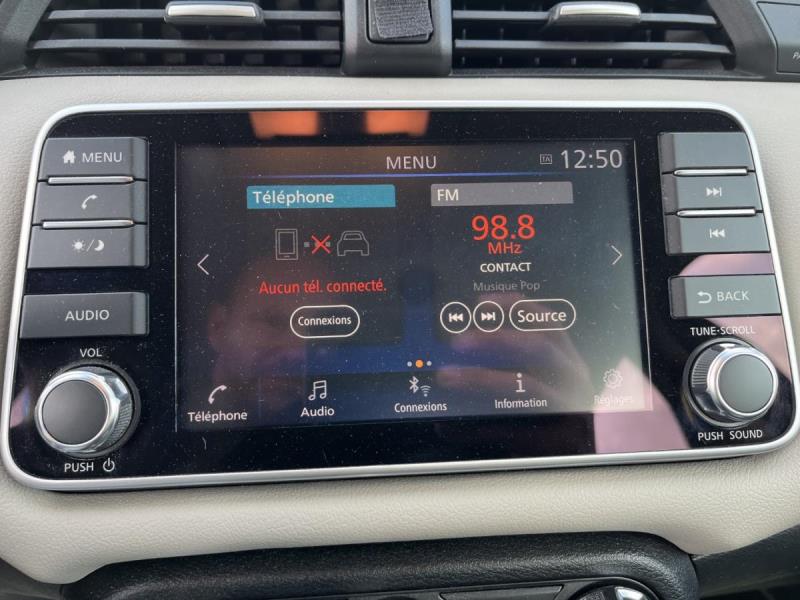 MENU
MENU
TA 12:50
Téléphone
FM
98.8
MHz
CONTACT
Musique Pop
Aucun tél. connecté.
Connexions
Source
Téléphone
Audio
Connexions
Information
Réglages
AUDIO
VOL
PUSH
BACK
TUNE•SCROLL
PUSH SOUND